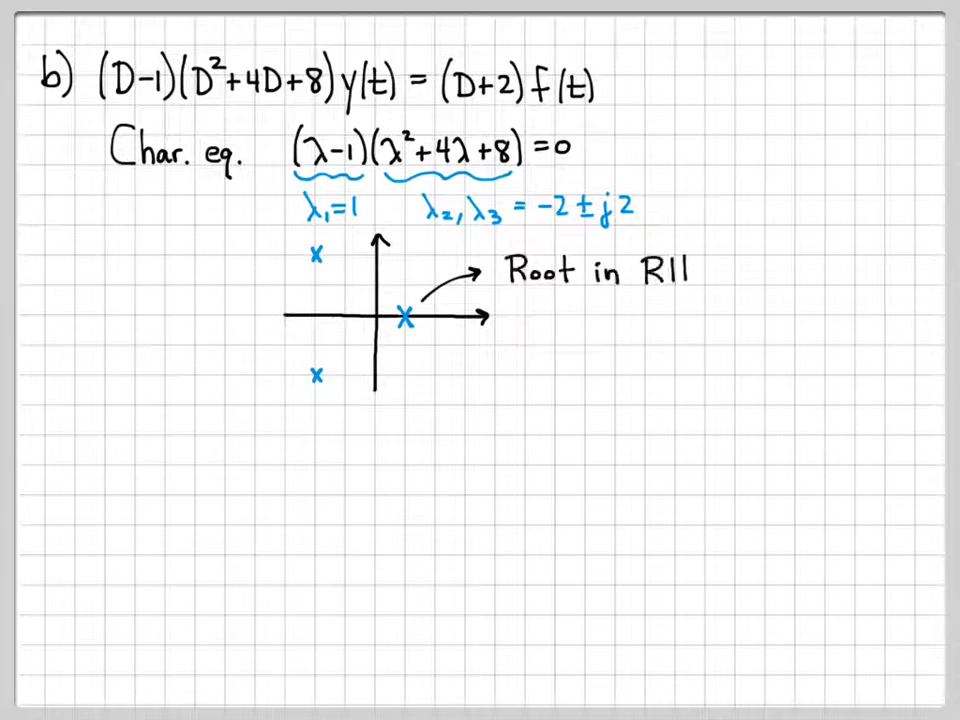 b) (D-1)(D²+4D+8)y(t) = (D+2)f(t)
Char. eq. (λ-1)(λ²+4λ+8) = 0
λ₁=1 λ₂, λ₃ = -2 ± j2
Root in R||